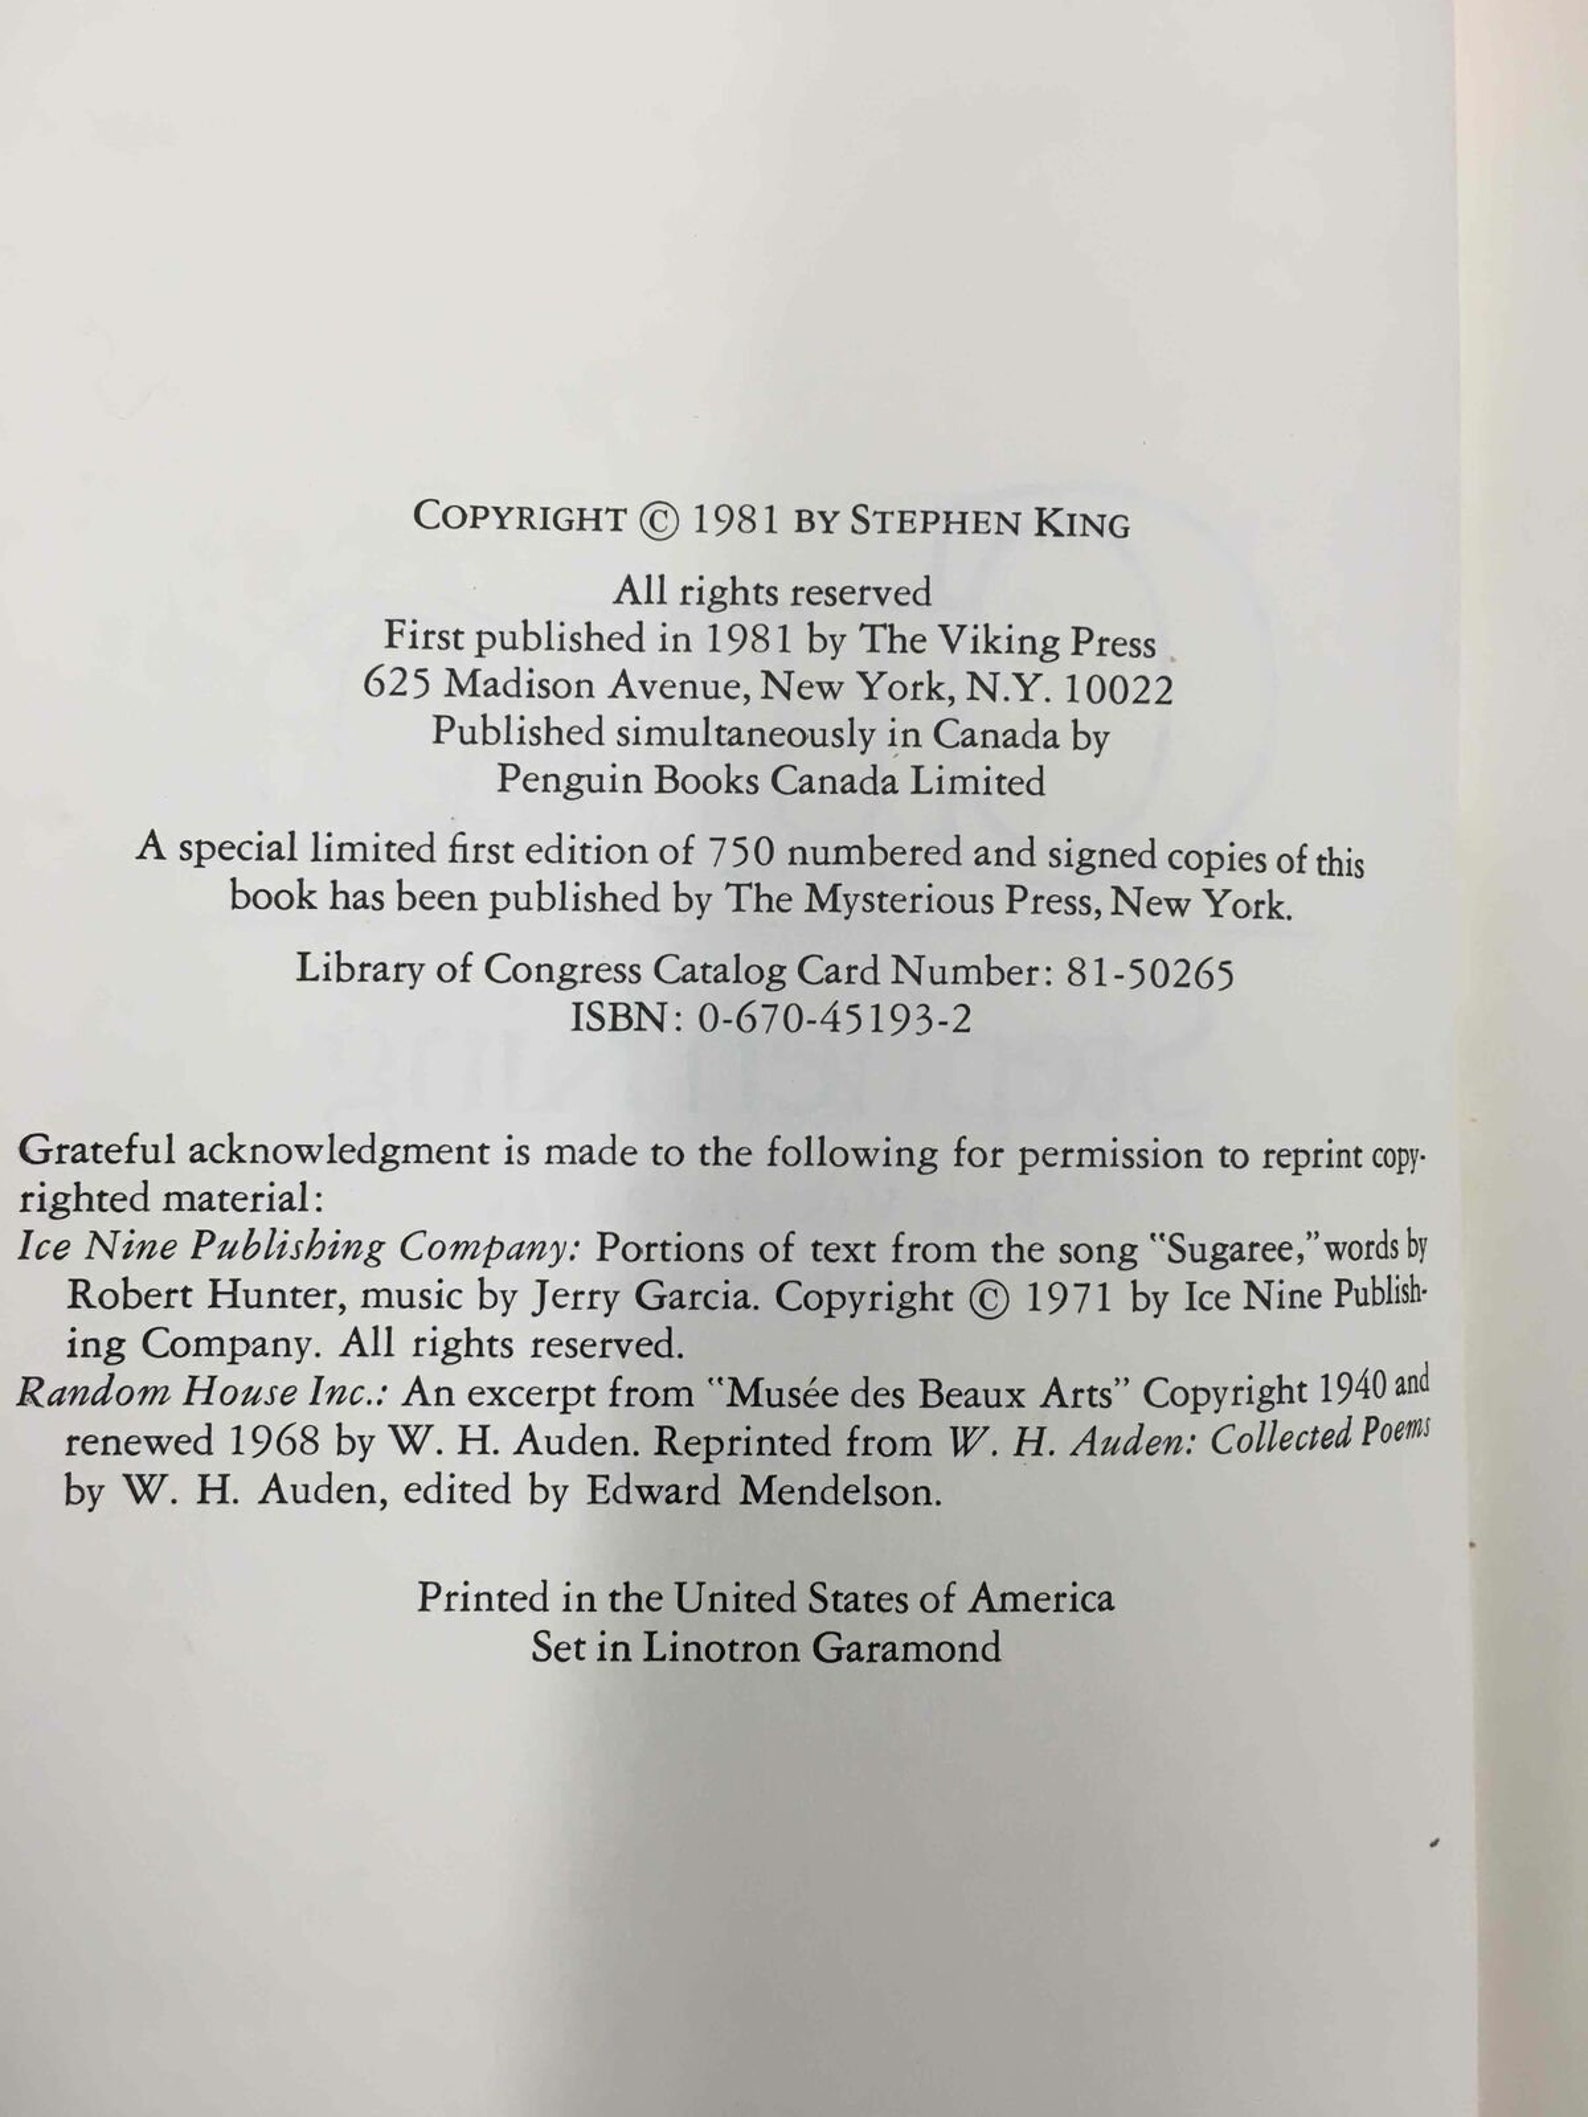 COPYRIGHT © 1981 BY STEPHEN KING
All rights reserved
First published in 1981 by The Viking Press
625 Madison Avenue, New York, N.Y. 10022
Published simultaneously in Canada by
Penguin Books Canada Limited
A special limited first edition of 750 numbered and signed copies of this
book has been published by The Mysterious Press, New York.
Library of Congress Catalog Card Number: 81-50265
ISBN: 0-670-45193-2
Grateful acknowledgment is made to the following for permission to reprint copy-
righted material:
Ice Nine Publishing Company: Portions of text from the song "Sugaree," words by
Robert Hunter, music by Jerry Garcia. Copyright © 1971 by Ice Nine Publish-
ing Company. All rights reserved.
Random House Inc.: An excerpt from "Musée des Beaux Arts" Copyright 1940 and
renewed 1968 by W. H. Auden. Reprinted from W. H. Auden: Collected Poems
by W. H. Auden, edited by Edward Mendelson.
Printed in the United States of America
Set in Linotron Garamond